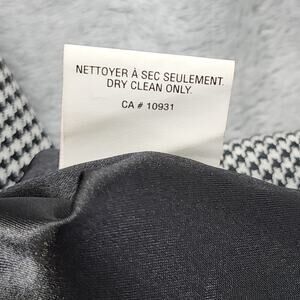 NETTOYER À SEC SEULEMENT.
DRY CLEAN ONLY.
CA # 10931